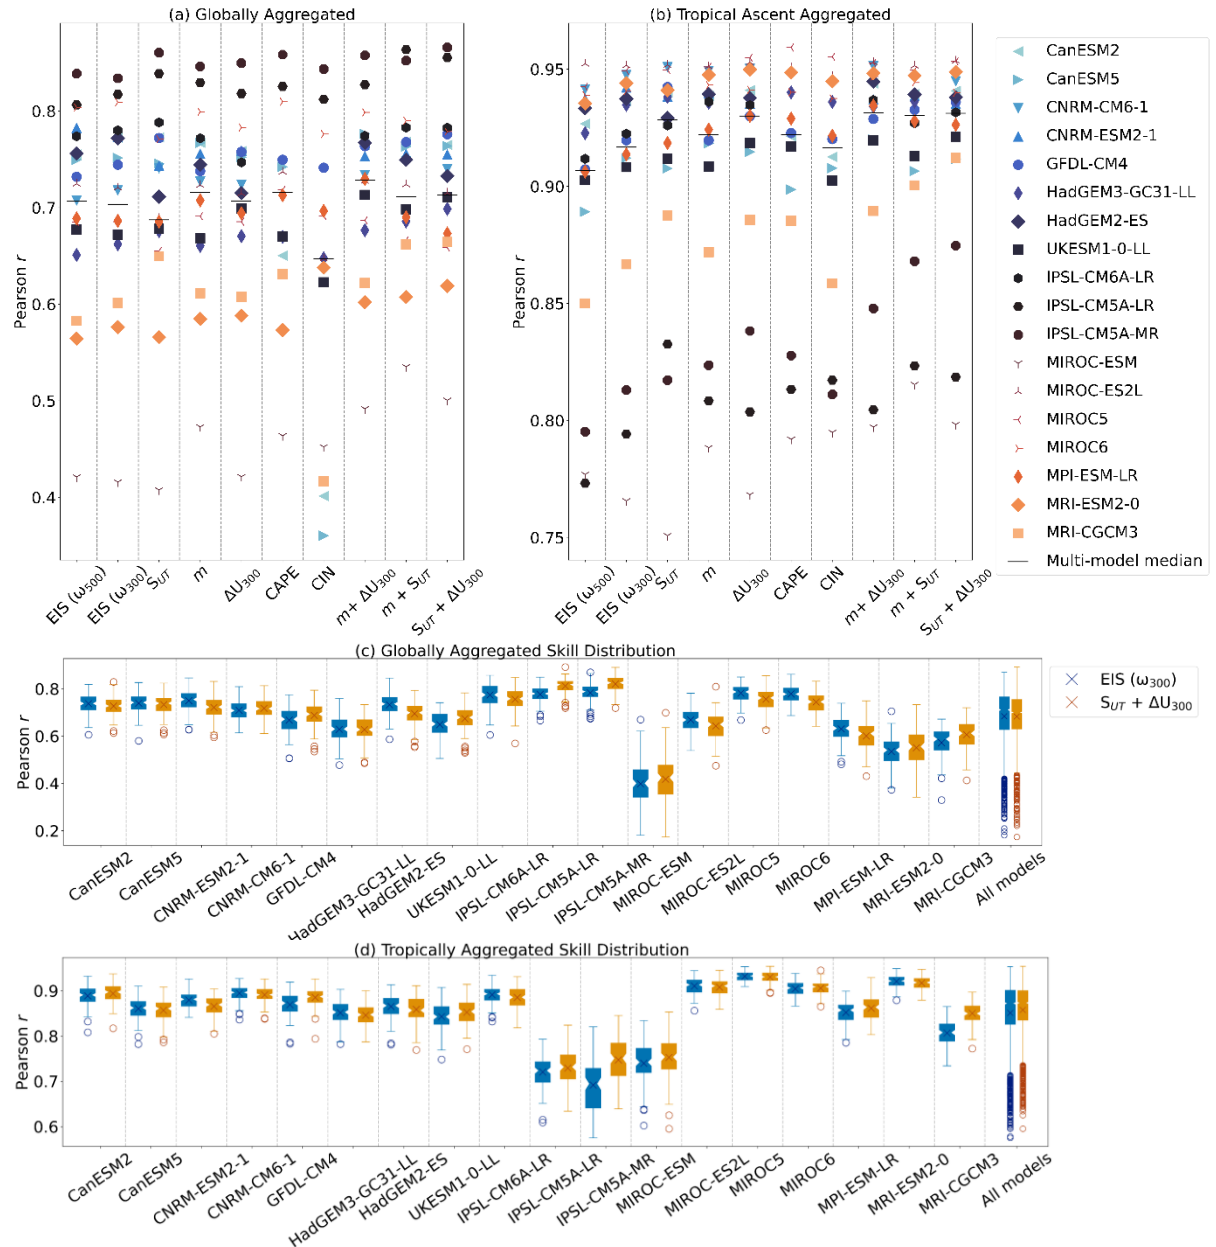 (a) Globally Aggregated
(b) Tropical Ascent Aggregated
Pearson r
0.8
0.7
0.6
0.5
0.4
EIS (ω500)
EIS (ω300)
SUT
m
ΔU300
CAPE
CIN
m+ ΔU300
m + SUT
SUT + ΔU300
Pearson r
0.95
0.90
0.85
0.80
0.75
EIS (ω500)
EIS (ω300)
SUT
m
ΔU300
CAPE
CIN
m+ ΔU300
m + SUT
SUT + ΔU300
CanESM2
CanESM5
CNRM-CM6-1
CNRM-ESM2-1
GFDL-CM4
HadGEM3-GC31-LL
HadGEM2-ES
UKESM1-0-LL
IPSL-CM6A-LR
IPSL-CM5A-LR
IPSL-CM5A-MR
MIROC-ESM
MIROC-ES2L
MIROC5
MIROC6
MPI-ESM-LR
MRI-ESM2-0
MRI-CGCM3
Multi-model median
(c) Globally Aggregated Skill Distribution
Pearson r
0.8
0.6
0.4
0.2
CanESM2
CanESM5
CNRM-ESM2-1
CNRM-CM6-1
GFDL-CM4
HadGEM3-GC31-LL
HadGEM2-ES
UKESM1-0-LL
IPSL-CM6A-LR
IPSL-CM5A-LR
IPSL-CM5A-MR
MIROC-ESM
MIROC-ES2L
MIROC5
MIROC6
MPI-ESM-LR
MRI-ESM2-0
MRI-CGCM3
All models
EIS (ω300)
SUT + ΔU300
(d) Tropically Aggregated Skill Distribution
Pearson r
0.9
0.8
0.7
0.6
CanESM2
CanESM5
CNRM-ESM2-1
CNRM-CM6-1
GFDL-CM4
HadGEM3-GC31-LL
HadGEM2-ES
UKESM1-0-LL
IPSL-CM6A-LR
IPSL-CM5A-LR
IPSL-CM5A-MR
MIROC-ESM
MIROC-ES2L
MIROC5
MIROC6
MPI-ESM-LR
MRI-ESM2-0
MRI-CGCM3
All models